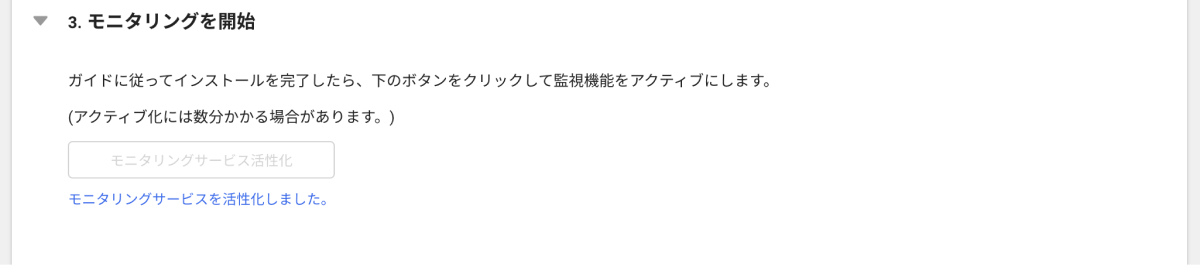 3. モニタリングを開始
ガイドに従ってインストールを完了したら、下のボタンをクリックして監視機能をアクティブにします。
(アクティブ化には数分かかる場合があります。)
モニタリングサービス活性化
モニタリングサービスを活性化しました。